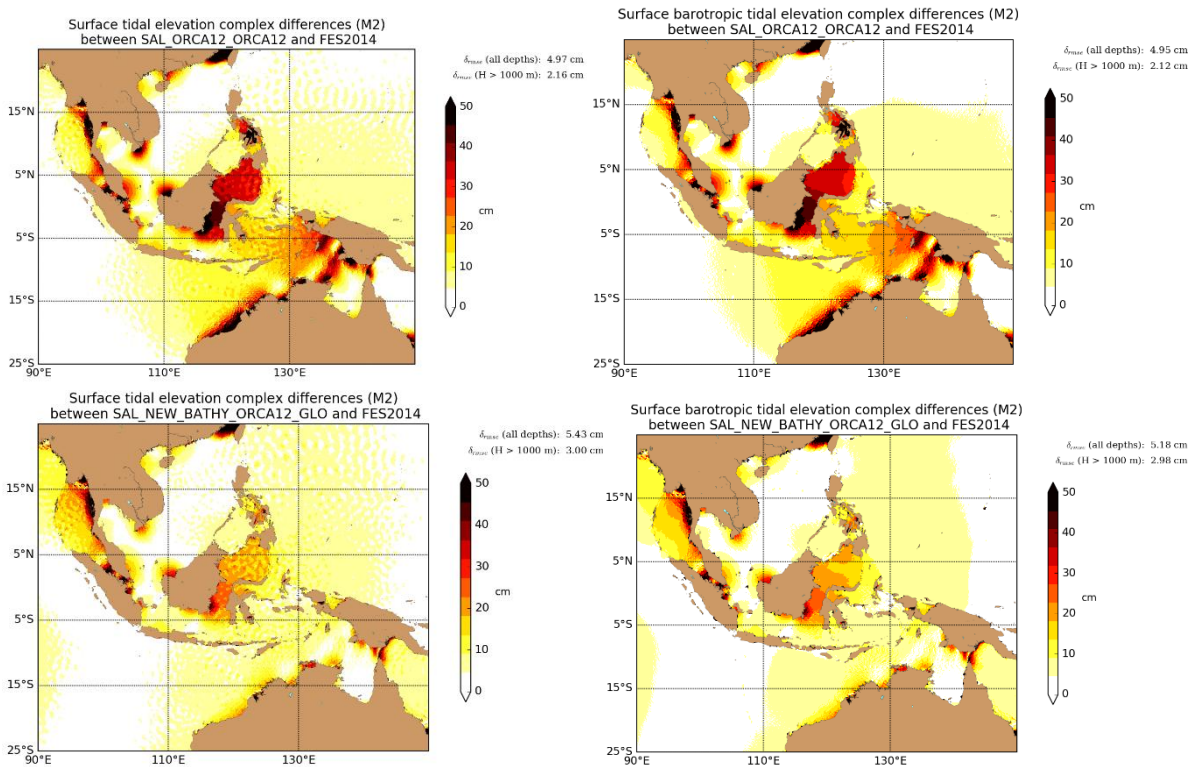 Surface tidal elevation complex differences (M2)
between SAL_ORCA12_ORCA12 and FES2014
δrmse (all depths): 4.97 cm
δrmse (H > 1000 m): 2.16 cm
15°N
5°N
5°S
15°S
25°S
90°E
110°E
130°E
50
40
30
20
10
0
cm
Surface barotropic tidal elevation complex differences (M2)
between SAL_ORCA12_ORCA12 and FES2014
δrmse (all depths): 4.95 cm
δrmse (H > 1000 m): 2.12 cm
15°N
5°N
5°S
15°S
25°S
90°E
110°E
130°E
50
40
30
20
10
0
cm
Surface tidal elevation complex differences (M2)
between SAL_NEW_BATHY_ORCA12_GLO and FES2014
δrmse (all depths): 5.43 cm
δrmse (H > 1000 m): 3.00 cm
15°N
5°N
5°S
15°S
25°S
90°E
110°E
130°E
50
40
30
20
10
0
cm
Surface barotropic tidal elevation complex differences (M2)
between SAL_NEW_BATHY_ORCA12_GLO and FES2014
δrmse (all depths): 5.18 cm
δrmse (H > 1000 m): 2.98 cm
15°N
5°N
5°S
15°S
25°S
90°E
110°E
130°E
50
40
30
20
10
0
cm